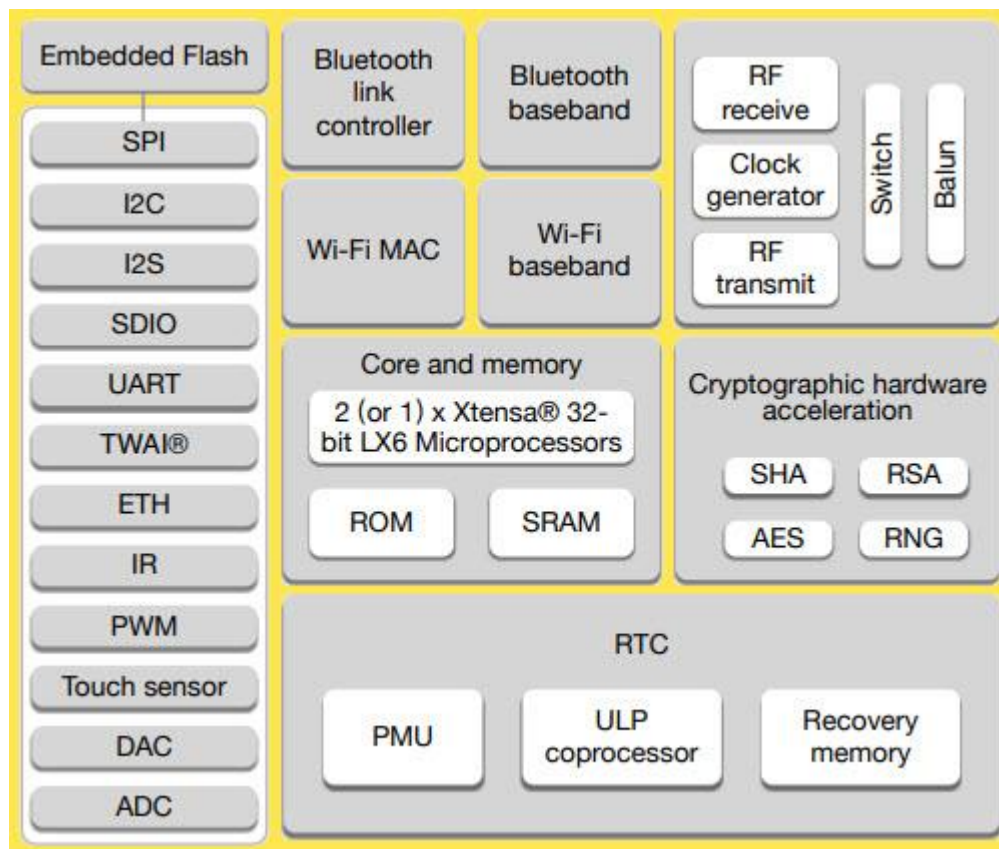 Embedded Flash
SPI
I2C
I2S
SDIO
UART
TWAI®
ETH
IR
PWM
Touch sensor
DAC
ADC
Bluetooth
link
controller
Bluetooth
baseband
Wi-Fi MAC
Wi-Fi
baseband
RF
receive
Clock
generator
RF
transmit
Switch
Balun
Core and memory
2 (or 1) x Xtensa® 32-
bit LX6 Microprocessors
ROM
SRAM
Cryptographic hardware
acceleration
SHA
RSA
AES
RNG
RTC
PMU
ULP
coprocessor
Recovery
memory